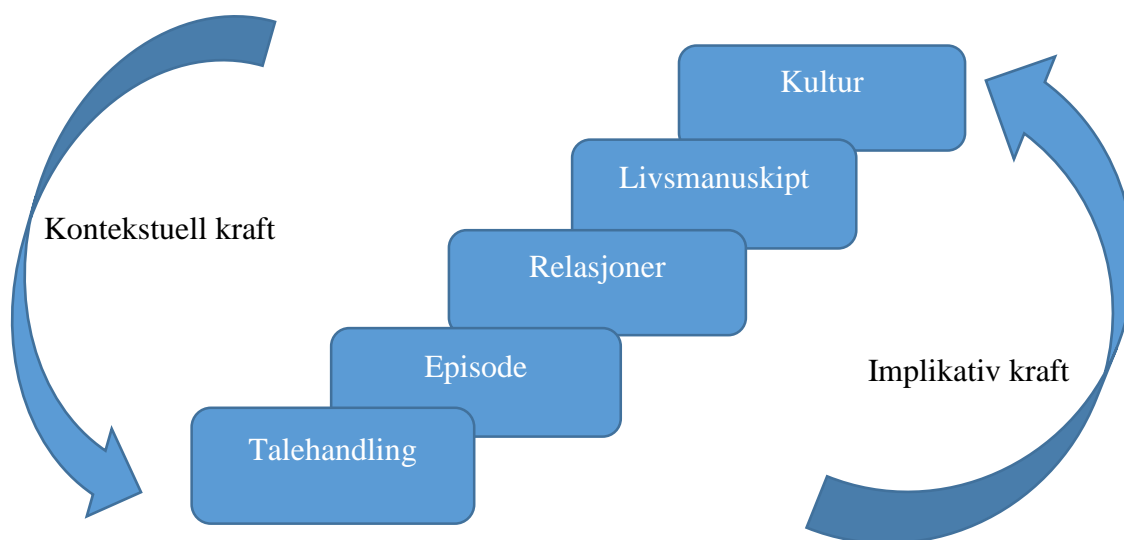 Kultur
Livsmanuskipt
Kontekstuell kraft
Relasjoner
Episode
Implikativ kraft
Talehandling